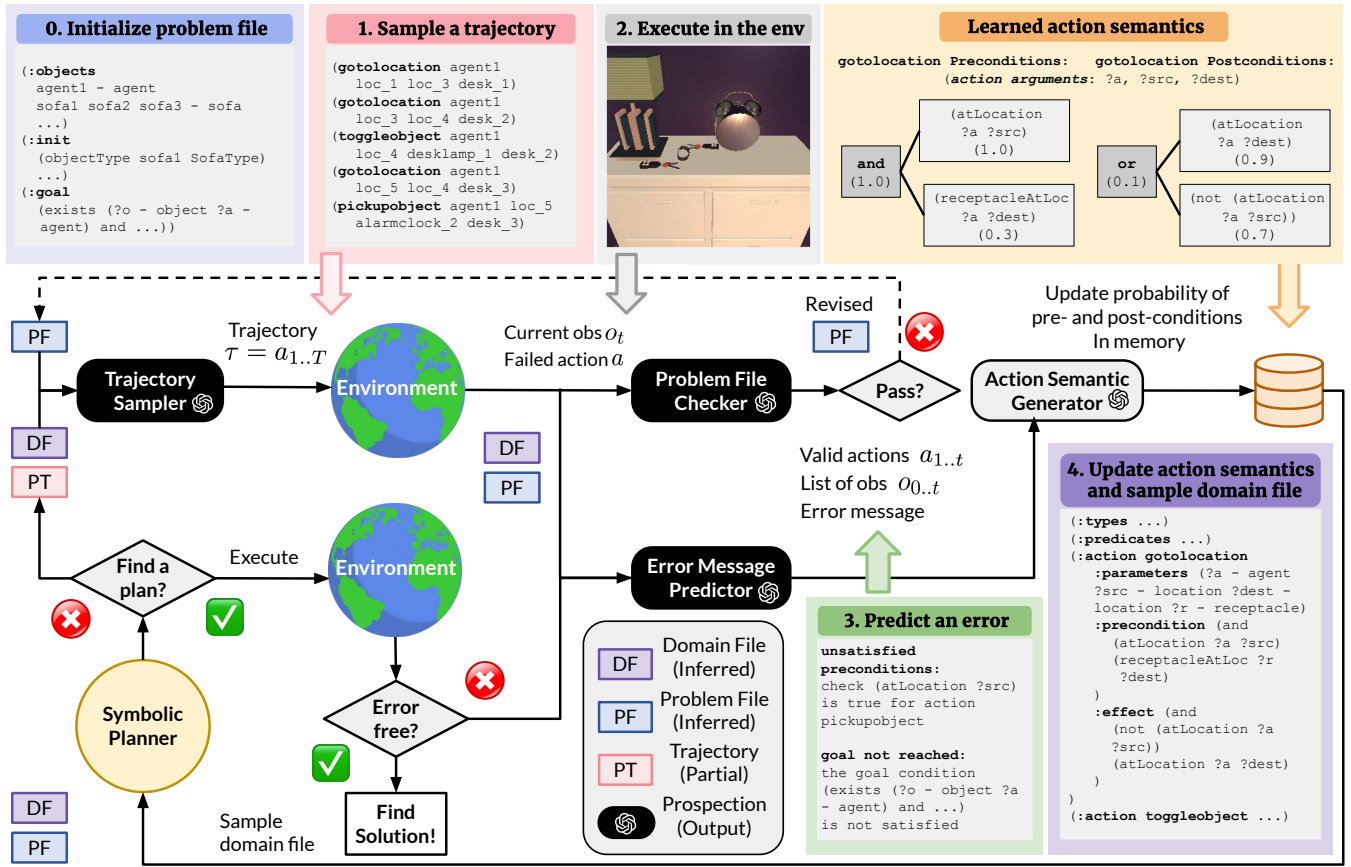 0. Initialize problem file
(:objects
agent1 - agent
sofa1 sofa2 sofa3 - sofa
...)
(:init
(objectType sofa1 SofaType)
...)
(:goal
(exists (?o - object ?a -
agent) and ...))
1. Sample a trajectory
(gotolocation agent1
loc_1 loc_3 desk_1)
(gotolocation agent1
loc_3 loc_4 desk_2)
(toggleobject agent1
loc_4 desklamp_1 desk_2)
(gotolocation agent1
loc_5 loc_4 desk_3)
(pickupobject agent1 loc_5
alarmclock_2 desk_3)
2. Execute in the env
Learned action semantics
gotolocation Preconditions:
gotolocation Postconditions:
(action arguments: ?a, ?src, ?dest)
and
(1.0)
(atLocation
?a ?src)
(1.0)
(receptacleAtLoc
?a ?dest)
(0.3)
or
(0.1)
(atLocation
?a ?dest)
(0.9)
(not (atLocation
?a ?src))
(0.7)
PF
DF
PT
Trajectory
Sampler
Trajectory
τ = a1..T
Environment
Current obs ot
Failed action a
DF
PF
Problem File
Checker
Revised
PF
Pass?
Action Semantic
Generator
Update probability of
pre- and post-conditions
In memory
Valid actions a1..t
List of obs o0..t
Error message
Find a
plan?
Execute
Environment
Error Message
Predictor
Error
free?
Find
Solution!
Symbolic
Planner
DF
PF
Sample
domain file
DF
Domain File
(Inferred)
PF
Problem File
(Inferred)
PT
Trajectory
(Partial)
Prospection
(Output)
3. Predict an error
unsatisfied
preconditions:
check (atLocation ?src)
is true for action
pickupobject
goal not reached:
the goal condition
(exists (?o - object ?a
- agent) and ...)
is not satisfied
4. Update action semantics
and sample domain file
(:types ...)
(:predicates ...)
(:action gotolocation
:parameters (?a - agent
?src - location ?dest -
location ?r - receptacle)
:precondition (and
(atLocation ?a ?src)
(receptacleAtLoc ?r
?dest)
)
:effect (and
(not (atLocation ?a
?src))
(atLocation ?a ?dest)
)
)
(:action toggleobject ...)